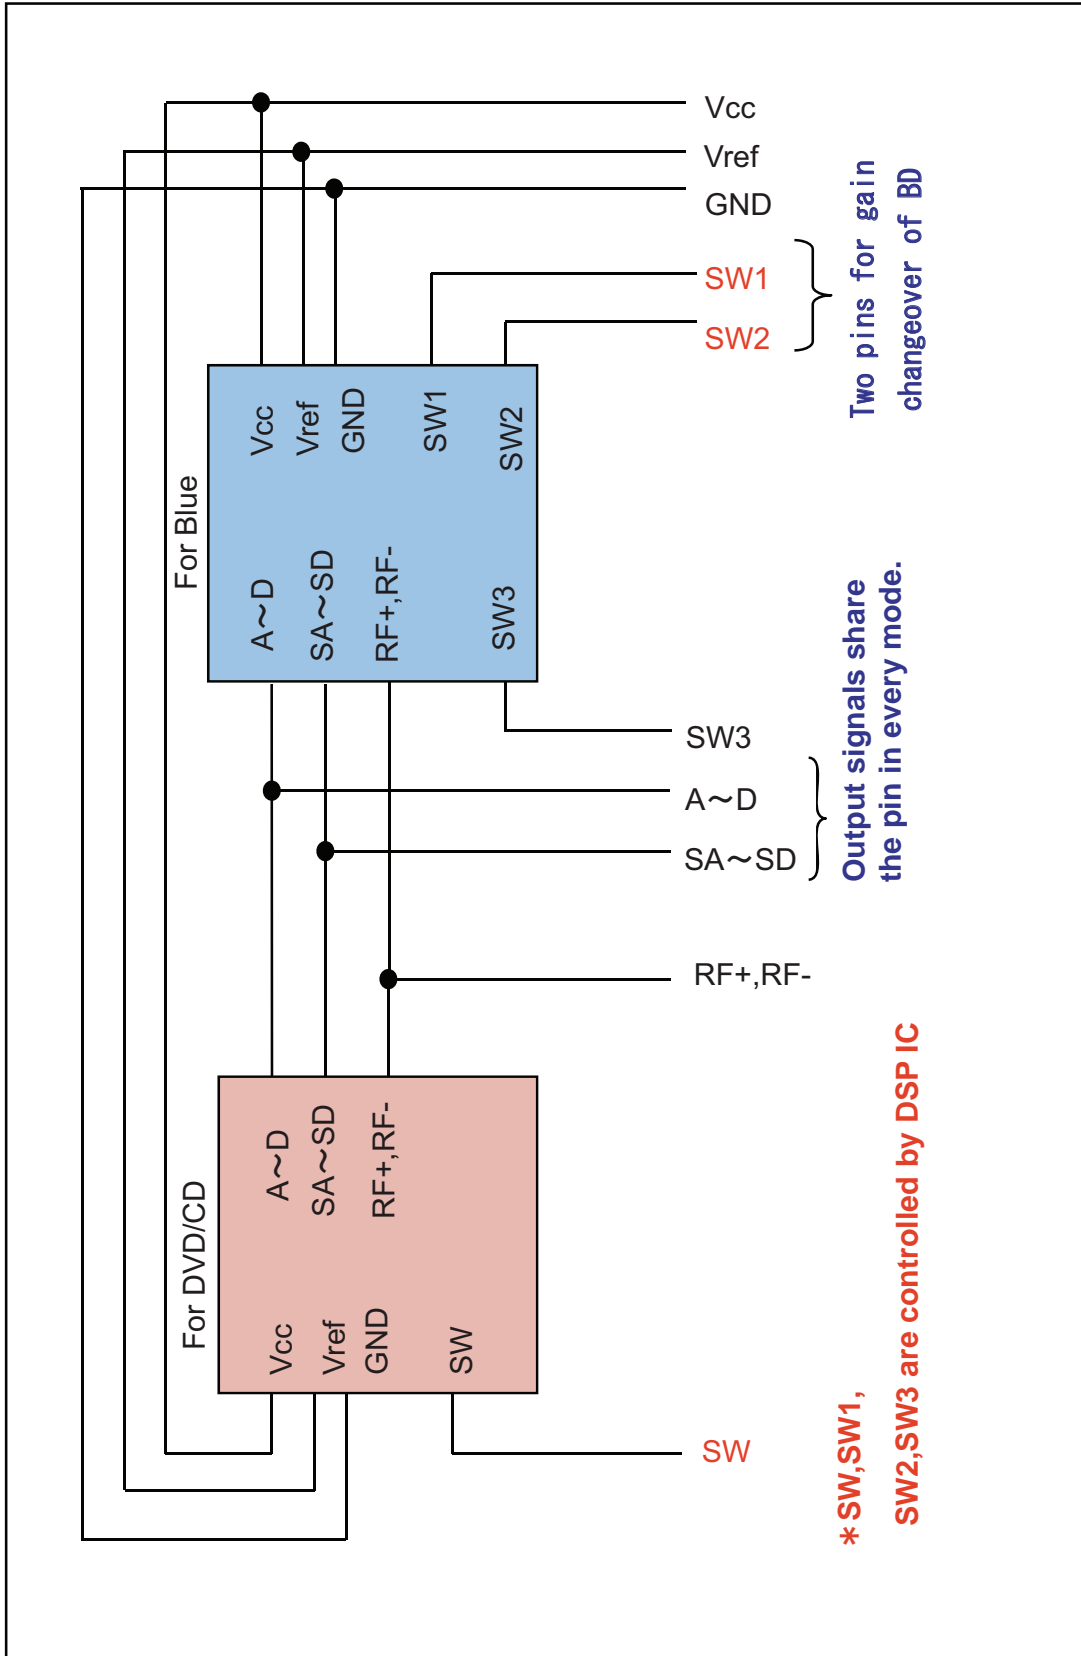 Vcc
Vref
GND
SW1
SW2
Two pins for gain
changeover of BD
For Blue
Vcc
Vref
GND
SW1
SW2
A～D
SA～SD
RF+,RF-
SW3
SW3
A～D
SA～SD
Output signals share
the pin in every mode.
RF+,RF-
For DVD/CD
A～D
SA～SD
RF+,RF-
Vcc
Vref
GND
SW
SW
*SW,SW1,
SW2,SW3 are controlled by DSP IC